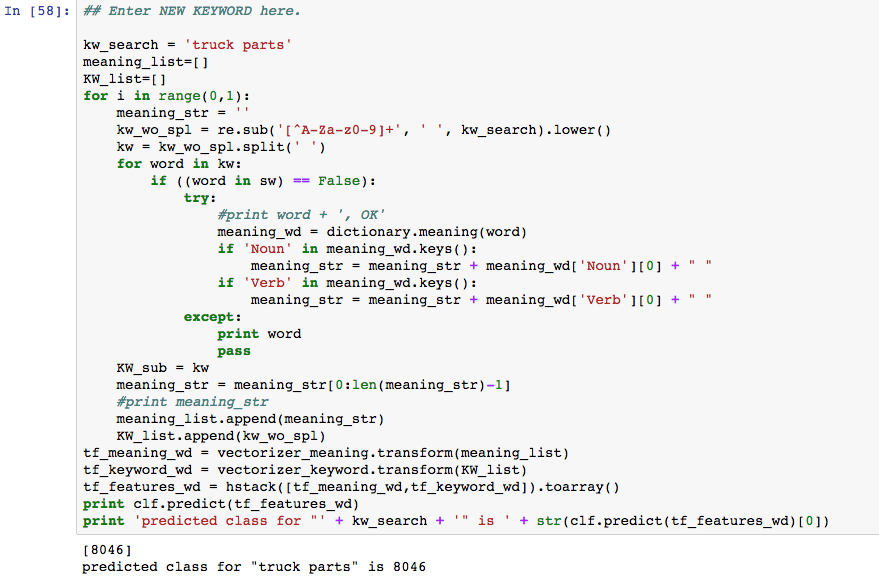 In [58]: ## Enter NEW KEYWORD here.

kw_search = 'truck parts'
meaning_list=[]
KW_list=[]
for i in range(0,1):
    meaning_str = ''
    kw_wo_spl = re.sub('[^A-Za-z0-9]+', ' ', kw_search).lower()
    kw = kw_wo_spl.split(' ')
    for word in kw:
        if ((word in sw) == False):
            try:
                #print word + ', OK'
                meaning_wd = dictionary.meaning(word)
                if 'Noun' in meaning_wd.keys():
                    meaning_str = meaning_str + meaning_wd['Noun'][0] + " "
                if 'Verb' in meaning_wd.keys():
                    meaning_str = meaning_str + meaning_wd['Verb'][0] + " "
            except:
                print word
                pass
    KW_sub = kw
    meaning_str = meaning_str[0:len(meaning_str)-1]
    #print meaning_str
    meaning_list.append(meaning_str)
    KW_list.append(kw_wo_spl)
tf_meaning_wd = vectorizer_meaning.transform(meaning_list)
tf_keyword_wd = vectorizer_keyword.transform(KW_list)
tf_features_wd = hstack([tf_meaning_wd,tf_keyword_wd]).toarray()
print clf.predict(tf_features_wd)
print 'predicted class for "' + kw_search + '" is ' + str(clf.predict(tf_features_wd)[0])
[8046]
predicted class for "truck parts" is 8046